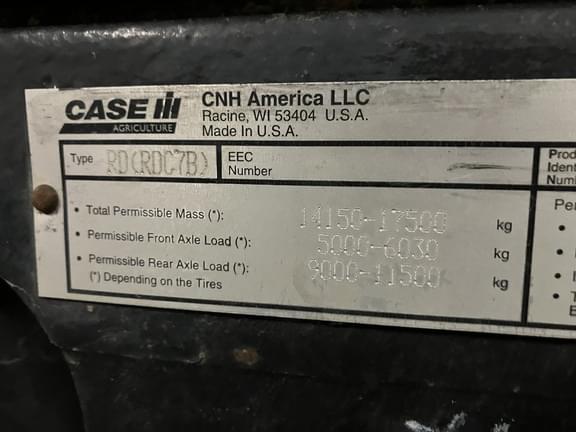 CASE IH
AGRICULTURE
CNH America LLC
Racine, WI 53404 U.S.A.
Made In U.S.A.
Type RD(RDC7B)
EEC
Number
Prod
Ident
Num
• Total Permissible Mass (*): 14150-17500 kg
• Permissible Front Axle Load (*): 5000-6030 kg
• Permissible Rear Axle Load (*): 9000-11500 kg
(*) Depending on the Tires
Pe